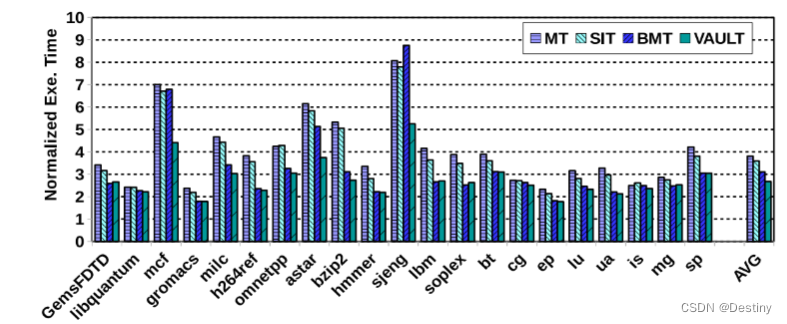 Normalized Exe. Time
10
9
8
7
6
5
4
3
2
1
0
MT SIT BMT VAULT
GemsFDTD
libquantum
mcf
gromacs
milc
h264ref
omnetpp
astar
bzip2
hmmer
sjeng
lbm
soplex
bt
cg
ep
lu
ua
is
mg
sp
AVG
CSDN @Destiny